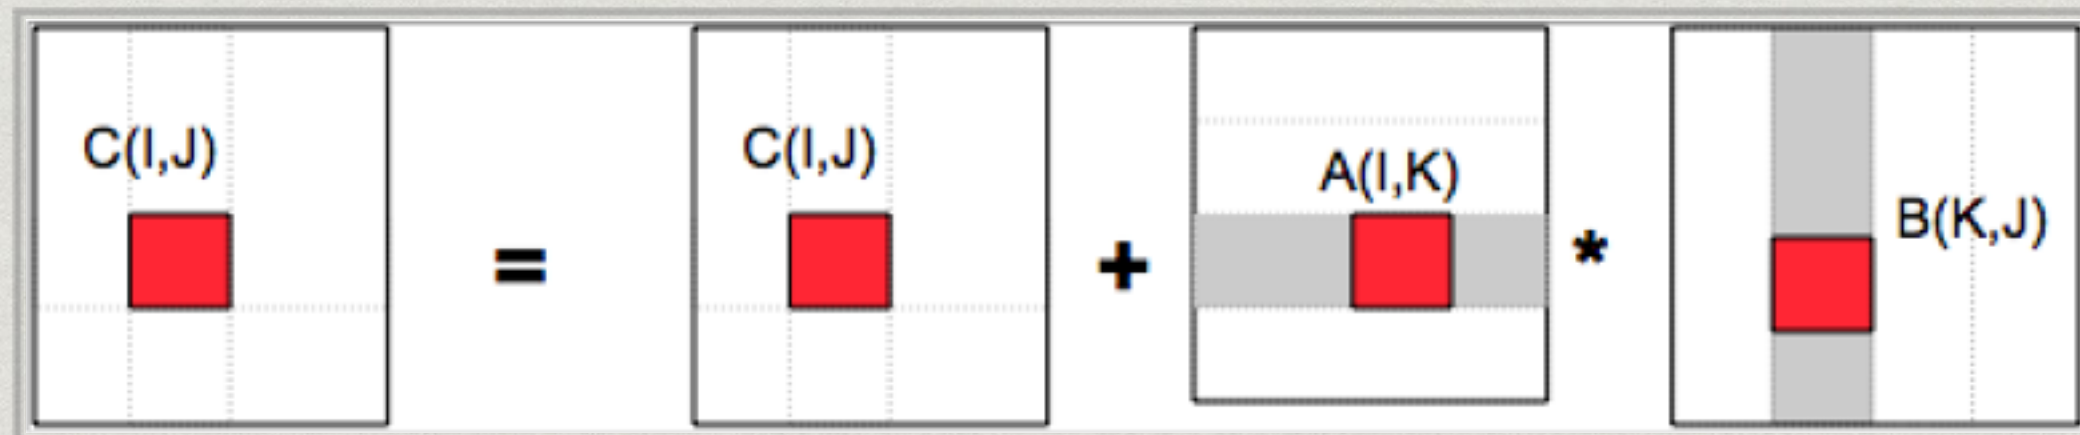 C(I,J)
=
C(I,J)
+
A(I,K)
*
B(K,J)